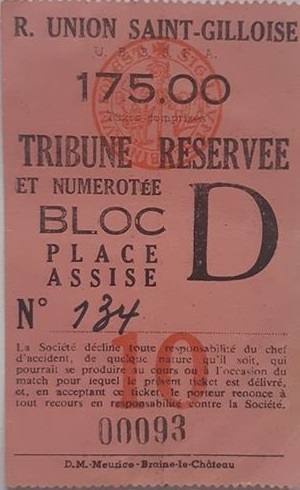 R. UNION SAINT-GILLOISE
175.00
Taxes comprises
TRIBUNE RESERVEE
ET NUMEROTÉE
BLOC D
PLACE
ASSISE
N° 134
10
La Société décline toute responsabilité du chef
d'accident, de quelque nature qu'il soit, qui
pourrait se produire au cours ou à l'occasion du
match pour lequel le présent ticket est délivré,
et, en acceptant ce ticket, le porteur renonce à
tout recours en responsabilité contre la Société.
00093
D.M.-Meurice-Braine-le-Château